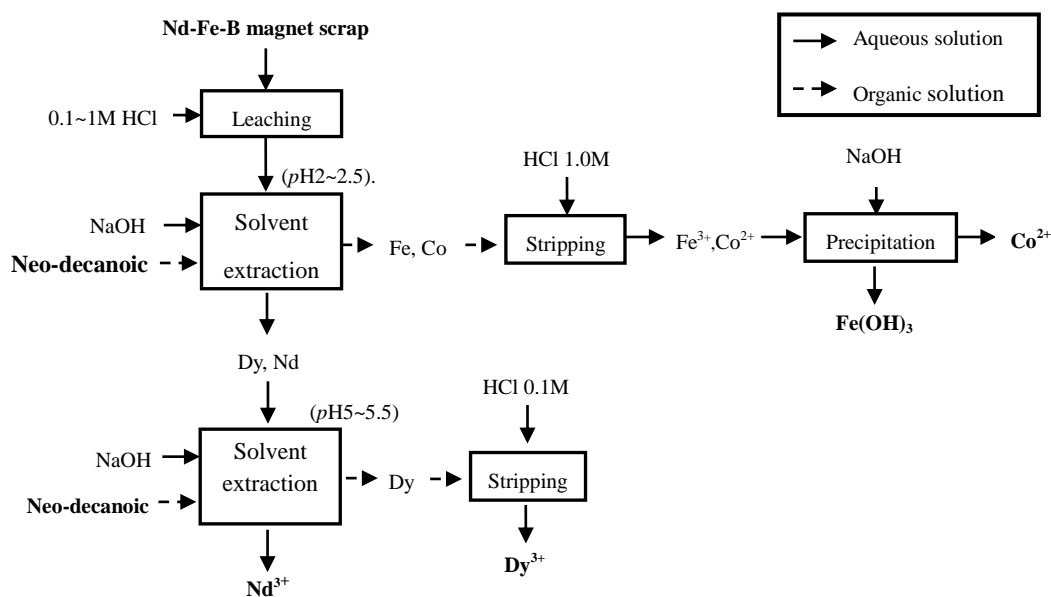 Nd-Fe-B magnet scrap
Aqueous solution
Organic solution
0.1~1M HCl
Leaching
HCl 1.0M
NaOH
(pH2~2.5).
NaOH
Solvent
extraction
Neo-decanoic
Fe, Co
Stripping
Fe³⁺,Co²⁺
Precipitation
Co²⁺
Fe(OH)₃
Dy, Nd
HCl 0.1M
(pH5~5.5)
NaOH
Solvent
extraction
Neo-decanoic
Dy
Stripping
Nd³⁺
Dy³⁺